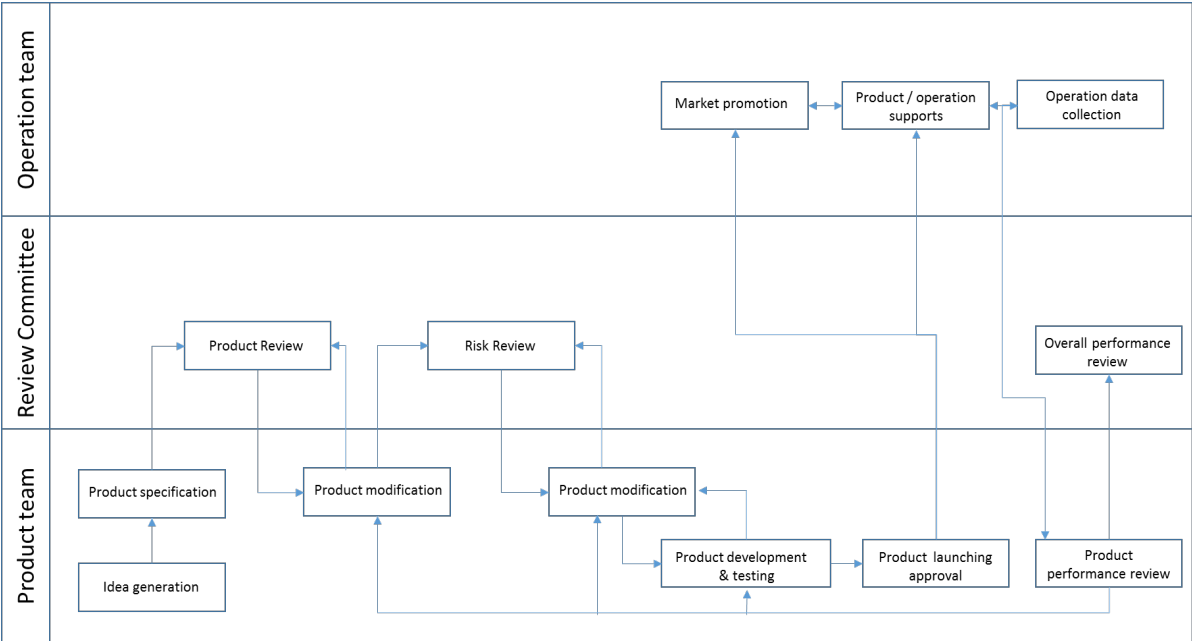 Operation team
Market promotion
Product / operation
supports
Operation data
collection
Review Committee
Product Review
Risk Review
Overall performance
review
Product team
Product specification
Product modification
Product modification
Idea generation
Product development
& testing
Product launching
approval
Product
performance review